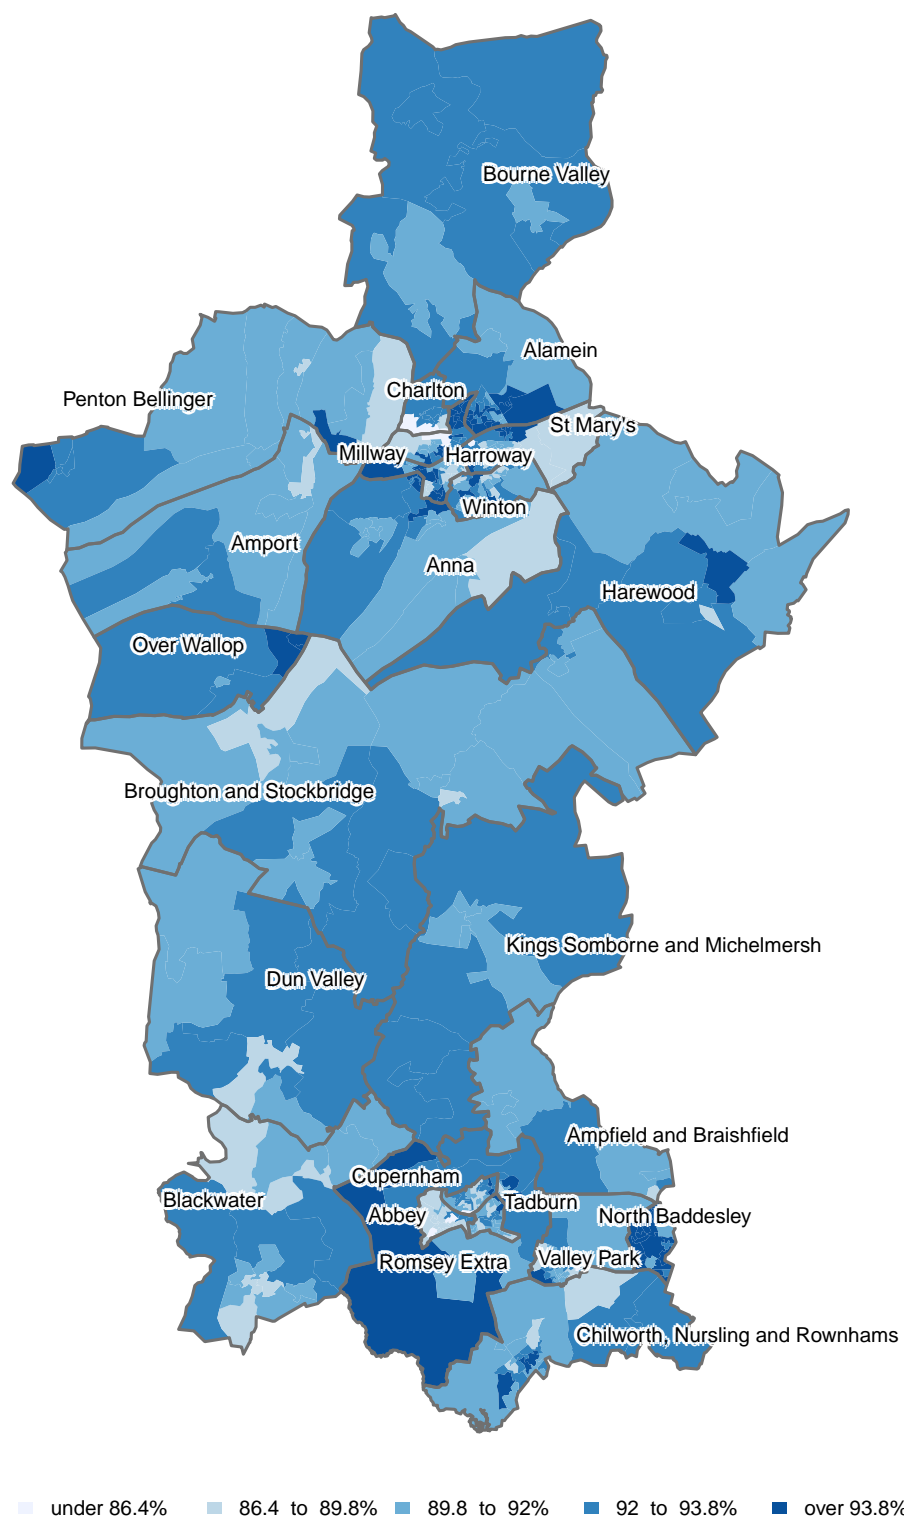 Bourne Valley
Alamein
Charlton
Penton Bellinger
St Mary's
Millway
Harroway
Winton
Amport
Anna
Harewood
Over Wallop
Broughton and Stockbridge
Kings Somborne and Michelmersh
Dun Valley
Ampfield and Braishfield
Cupernham
Blackwater
Tadburn
Abbey
North Baddesley
Romsey Extra
Valley Park
Chilworth, Nursling and Rownhams
under 86.4% 86.4 to 89.8% 89.8 to 92% 92 to 93.8% over 93.8%